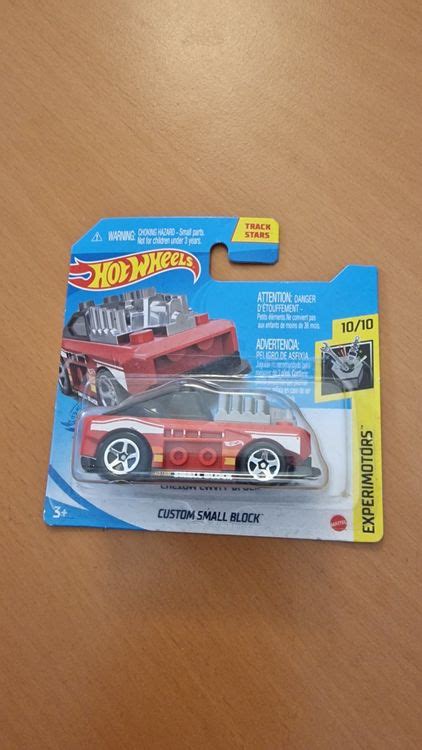 WARNING: CHOKING HAZARD - Small parts.
Not for children under 3 years.
TRACK
STARS
HOT WHEELS
ATTENTION: DANGER
D'ÉTOUFFEMENT -
Petits éléments. Ne convient pas
aux enfants de moins de 36 mois.
ADVERTENCIA:
PELIGRO DE ASFIXIA
10/10
EXPERIMOTORS
SMALL BLOCK
CUSTOM SMALL BLOCK
3+
MATTEL